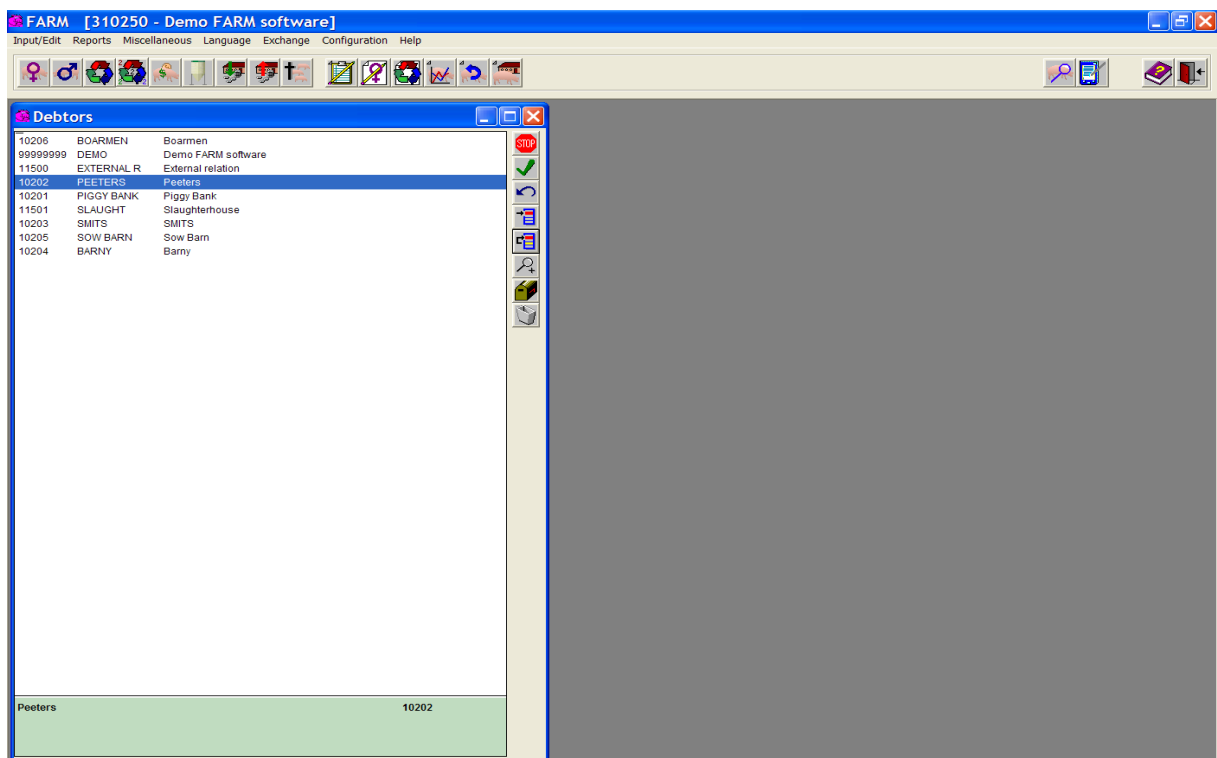 FARM [310250 - Demo FARM software]
Input/Edit Reports Miscellaneous Language Exchange Configuration Help
Debtors
10206 BOARMEN Boarmen
99999999 DEMO Demo FARM software
11500 EXTERNAL R External relation
10202 PEETERS Peeters
10201 PIGGY BANK Piggy Bank
11501 SLAUGHT Slaughterhouse
10203 SMITS SMITS
10205 SOW BARN Sow Barn
10204 BARNY Barny
STOP
Peeters 10202